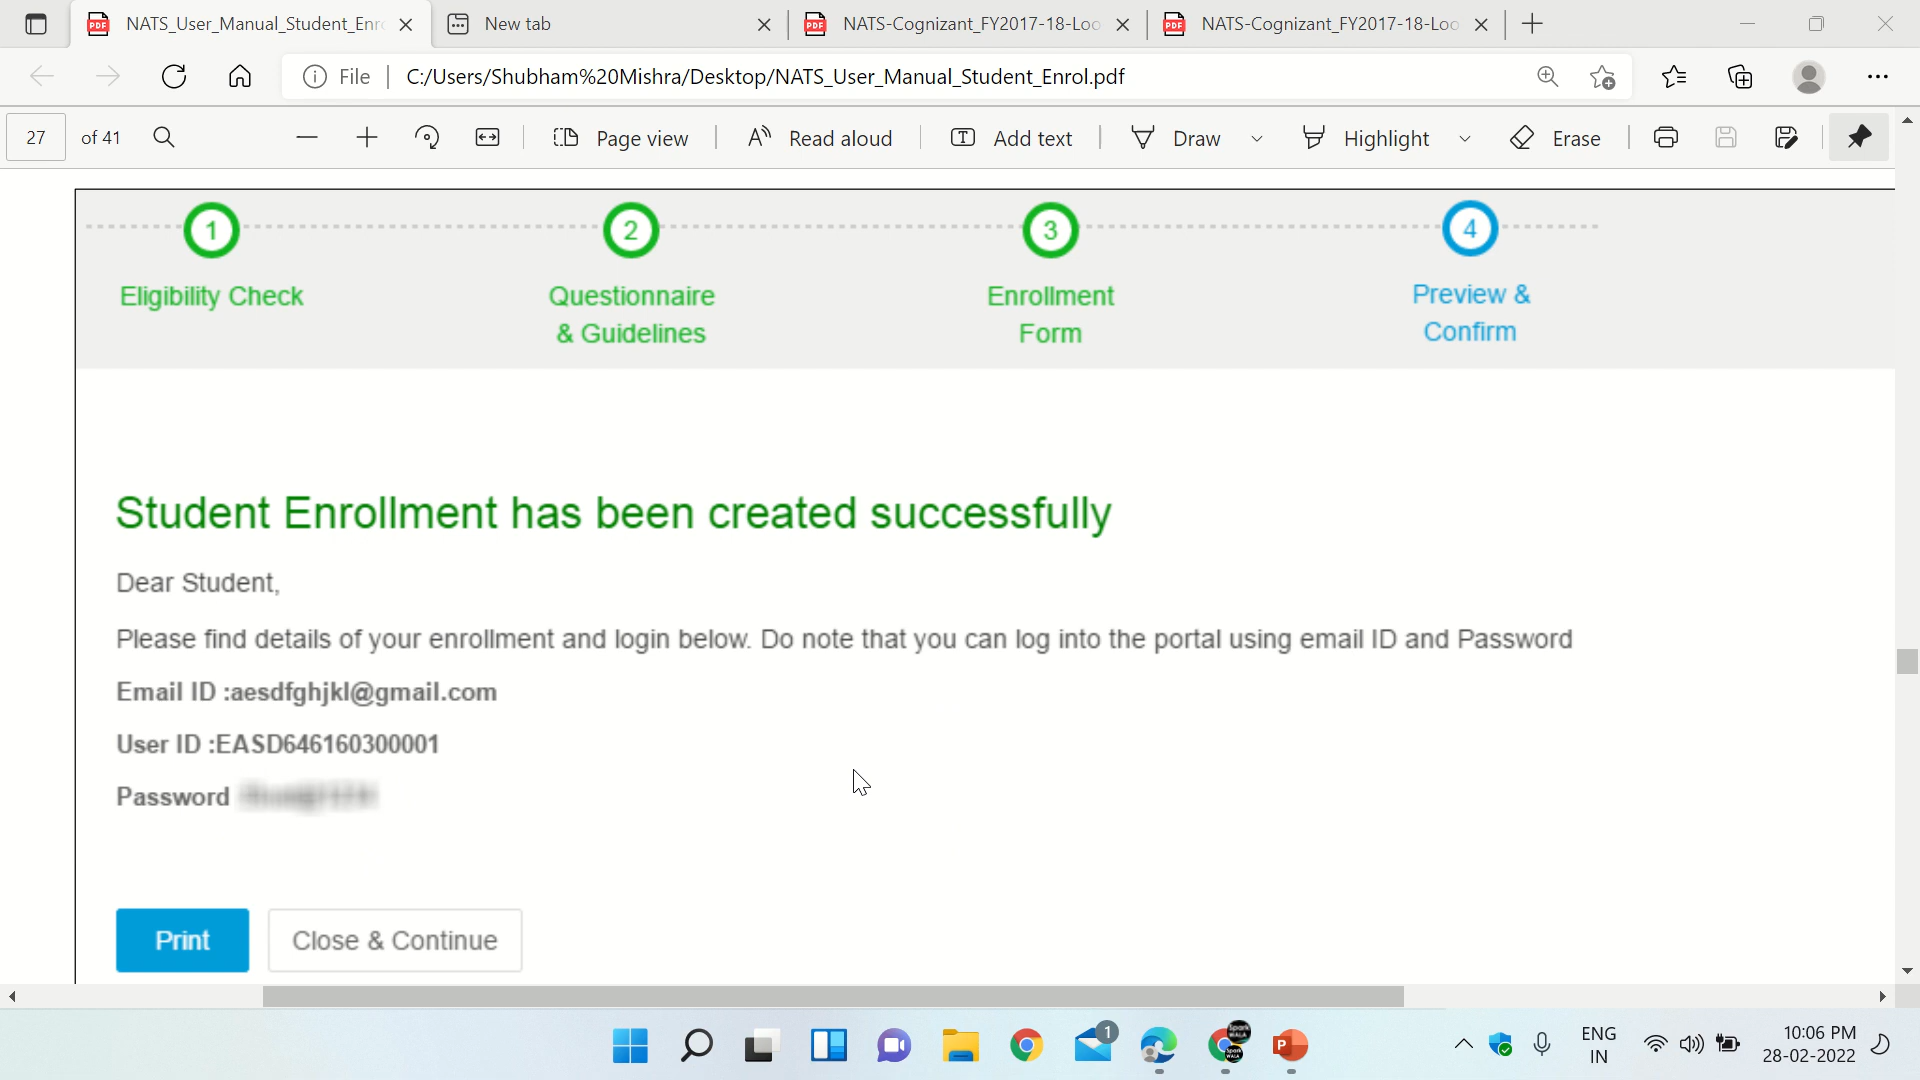 NATS_User_Manual_Student_Enro
New tab
NATS-Cognizant_FY2017-18-Loo
NATS-Cognizant_FY2017-18-Loo
File
C:/Users/Shubham%20Mishra/Desktop/NATS_User_Manual_Student_Enrol.pdf
27 of 41
Page view
Read aloud
Add text
Draw
Highlight
Erase
1
2
3
4
Eligibility Check
Questionnaire
& Guidelines
Enrollment
Form
Preview &
Confirm
Student Enrollment has been created successfully
Dear Student,
Please find details of your enrollment and login below. Do note that you can log into the portal using email ID and Password
Email ID :aesdfghjkl@gmail.com
User ID :EASD646160300001
Password
Print
Close & Continue
1
ENG
IN
10:06 PM
28-02-2022